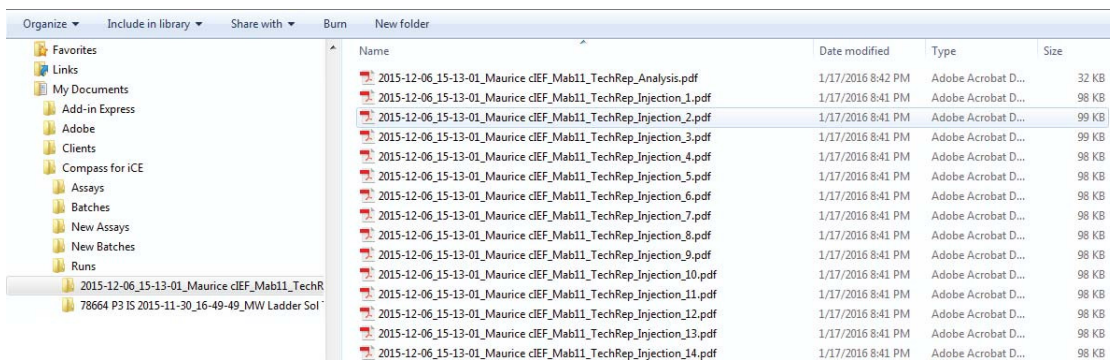 Organize Include in library Share with Burn New folder
Favorites
Links
My Documents
Add-in Express
Adobe
Clients
Compass for iCE
Assays
Batches
New Assays
New Batches
Runs
2015-12-06_15-13-01_Maurice cIEF_Mab11_TechR
78664 P3 IS 2015-11-30_16-49-49_MW Ladder Sol
Name Date modified Type Size
2015-12-06_15-13-01_Maurice cIEF_Mab11_TechRep_Analysis.pdf 1/17/2016 8:42 PM Adobe Acrobat D... 32 KB
2015-12-06_15-13-01_Maurice cIEF_Mab11_TechRep_Injection_1.pdf 1/17/2016 8:41 PM Adobe Acrobat D... 98 KB
2015-12-06_15-13-01_Maurice cIEF_Mab11_TechRep_Injection_2.pdf 1/17/2016 8:41 PM Adobe Acrobat D... 99 KB
2015-12-06_15-13-01_Maurice cIEF_Mab11_TechRep_Injection_3.pdf 1/17/2016 8:41 PM Adobe Acrobat D... 99 KB
2015-12-06_15-13-01_Maurice cIEF_Mab11_TechRep_Injection_4.pdf 1/17/2016 8:41 PM Adobe Acrobat D... 98 KB
2015-12-06_15-13-01_Maurice cIEF_Mab11_TechRep_Injection_5.pdf 1/17/2016 8:41 PM Adobe Acrobat D... 98 KB
2015-12-06_15-13-01_Maurice cIEF_Mab11_TechRep_Injection_6.pdf 1/17/2016 8:41 PM Adobe Acrobat D... 98 KB
2015-12-06_15-13-01_Maurice cIEF_Mab11_TechRep_Injection_7.pdf 1/17/2016 8:41 PM Adobe Acrobat D... 98 KB
2015-12-06_15-13-01_Maurice cIEF_Mab11_TechRep_Injection_8.pdf 1/17/2016 8:41 PM Adobe Acrobat D... 98 KB
2015-12-06_15-13-01_Maurice cIEF_Mab11_TechRep_Injection_9.pdf 1/17/2016 8:41 PM Adobe Acrobat D... 98 KB
2015-12-06_15-13-01_Maurice cIEF_Mab11_TechRep_Injection_10.pdf 1/17/2016 8:41 PM Adobe Acrobat D... 98 KB
2015-12-06_15-13-01_Maurice cIEF_Mab11_TechRep_Injection_11.pdf 1/17/2016 8:41 PM Adobe Acrobat D... 98 KB
2015-12-06_15-13-01_Maurice cIEF_Mab11_TechRep_Injection_12.pdf 1/17/2016 8:41 PM Adobe Acrobat D... 98 KB
2015-12-06_15-13-01_Maurice cIEF_Mab11_TechRep_Injection_13.pdf 1/17/2016 8:41 PM Adobe Acrobat D... 98 KB
2015-12-06_15-13-01_Maurice cIEF_Mab11_TechRep_Injection_14.pdf 1/17/2016 8:41 PM Adobe Acrobat D... 98 KB